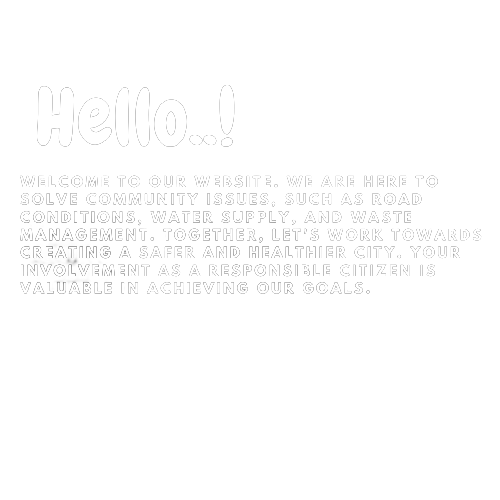 Hello..!
WELCOME TO OUR WEBSITE. WE ARE HERE TO
SOLVE COMMUNITY ISSUES, SUCH AS ROAD
CONDITIONS, WATER SUPPLY, AND WASTE
MANAGEMENT. TOGETHER, LET'S WORK TOWARDS
CREATING A SAFER AND HEALTHIER CITY. YOUR
INVOLVEMENT AS A RESPONSIBLE CITIZEN IS
VALUABLE IN ACHIEVING OUR GOALS.